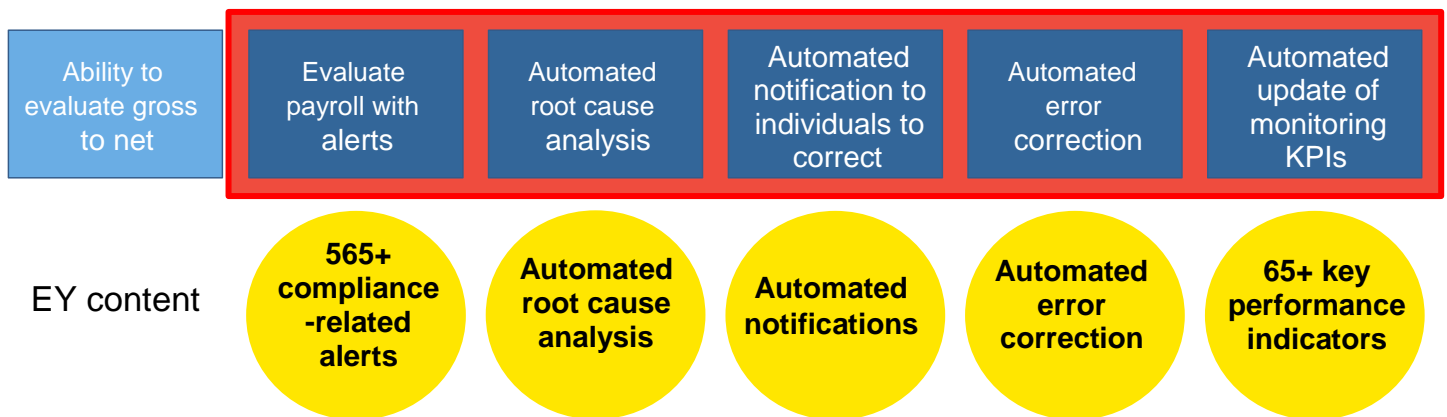 Ability to
evaluate gross
to net
Evaluate
payroll with
alerts
Automated
root cause
analysis
Automated
notification to
individuals to
correct
Automated
error
correction
Automated
update of
monitoring
KPIs
EY content
565+
compliance
-related
alerts
Automated
root cause
analysis
Automated
notifications
Automated
error
correction
65+ key
performance
indicators